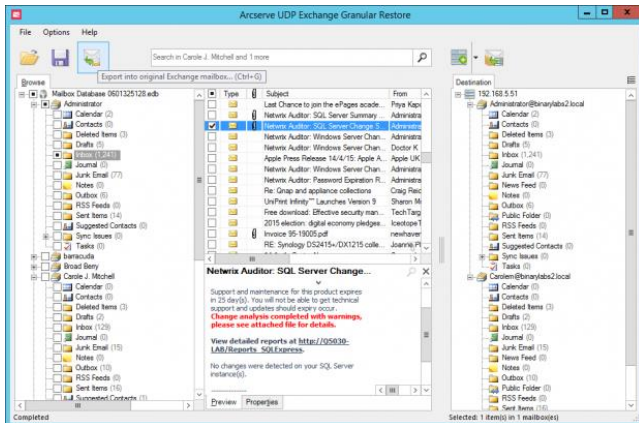 Arcserve UDP Exchange Granular Restore
File Options Help
Search in Carole J. Mitchell and 1 more
Export into original Exchange mailbox... (Ctrl+G)
Browse
Mailbox Database 0601325128.edb
Administrator
Calendar (2)
Contacts (0)
Deleted Items (3)
Drafts (5)
Inbox (1,241)
Journal (0)
Junk Email (77)
Notes (0)
Outbox (6)
RSS Feeds (0)
Sent Items (14)
Suggested Contacts (0)
Sync Issues (0)
Tasks (0)
barracuda
Broad Berry
Carole J. Mitchell
Calendar (0)
Contacts (0)
Deleted Items (3)
Drafts (2)
Inbox (129)
Journal (0)
Junk Email (15)
Notes (0)
Outbox (10)
RSS Feeds (0)
Sent Items (16)
Suggested Contacts (0)
Type Subject From
Last Chance to join the ePages acade... Priya Kap
Netwrix Auditor: SQL Server Summary ... Administra
Netwrix Auditor: SQL Server Change S... Administra
Netwrix Auditor: Windows Server Chan... Administra
Netwrix Auditor: Windows Server Chan... Doctor K
Apple Press Release 14/4/15: Apple A... Apple UK
Netwrix Auditor: Windows Server Chan... Administra
Netwrix Auditor: Password Expiration R... Administra
Re: Qnap and appliance collections Craig Reid
UniPrint Infinity™ Launches Version 9 Sharon M
Free download: Effective security man... TechTarg
2015 election: digital economy pledges... Icetope T
Invoice 95-19005.pdf newhaven
RE: Synology DS2415+/DX1215 colle... Joanne Pl
Netwrix Auditor: SQL Server Change...
Support and maintenance for this product expires
in 25 day(s). You will not be able to get technical
support and updates should expiry occur.
Change analysis completed with warnings,
please see attached file for details.
View detailed reports at http://QS030-
LAB/Reports_SQLExpress.
No changes were detected on your SQL Server
instance(s).
Preview Properties
Destination
192.168.5.51
Administrator@binarylabs2.local
Calendar (2)
Contacts (0)
Deleted Items (3)
Drafts (5)
Inbox (1,241)
Journal (0)
Junk Email (77)
News Feed (0)
Notes (0)
Outbox (6)
Public Folder (0)
RSS Feeds (0)
Sent Items (14)
Suggested Contacts (0)
Sync Issues (0)
Tasks (0)
Carolem@binarylabs2.local
Calendar (0)
Contacts (0)
Deleted Items (3)
Drafts (2)
Inbox (129)
Journal (0)
Junk Email (15)
News Feed (0)
Notes (0)
Outbox (10)
Public Folder (0)
RSS Feeds (0)
Sent Items (16)
Completed
Selected: 1 item(s) in 1 mailbox(es)